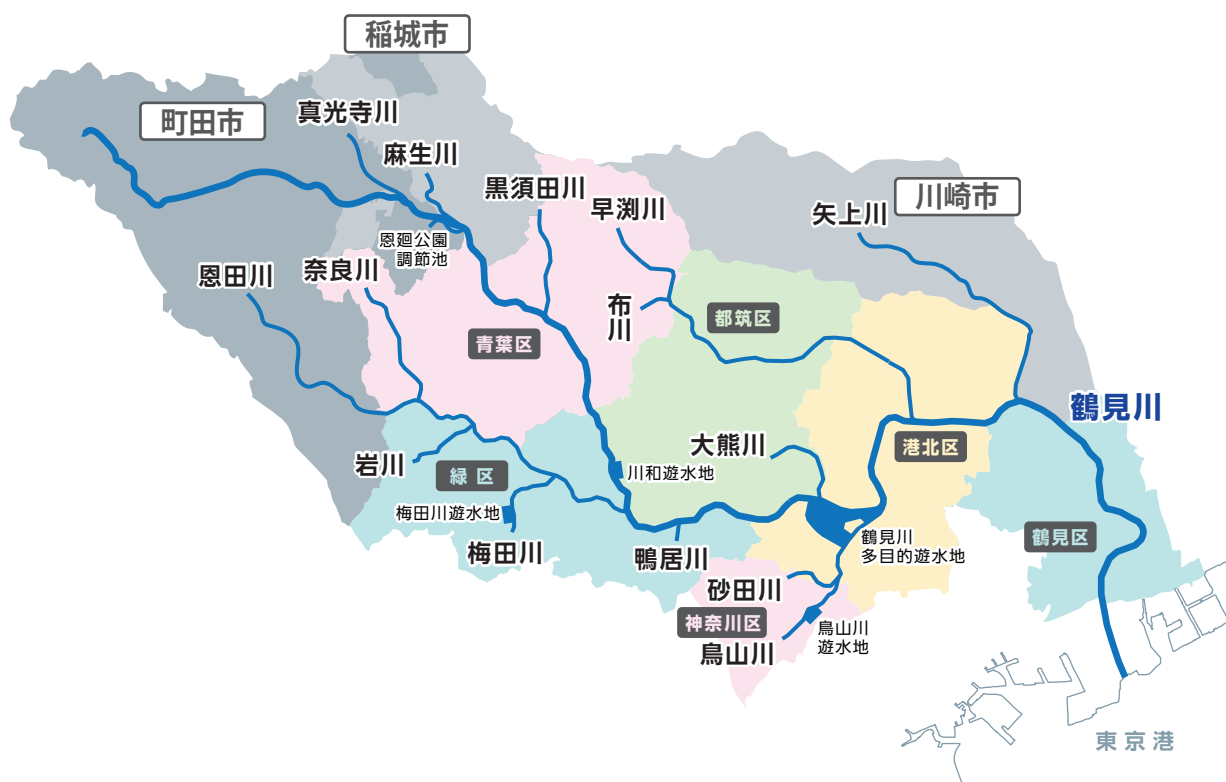 稲城市
町田市
真光寺川
麻生川
黒須田川
早渕川
矢上川
川崎市
恩廻公園
調節池
恩田川
奈良川
布川
都筑区
青葉区
鶴見川
大熊川
港北区
岩川
緑 区
川和遊水地
梅田川遊水地
梅田川
鴨居川
鶴見川
多目的遊水地
鶴見区
砂田川
神奈川区
鳥山川
鳥山川
遊水地
東京港